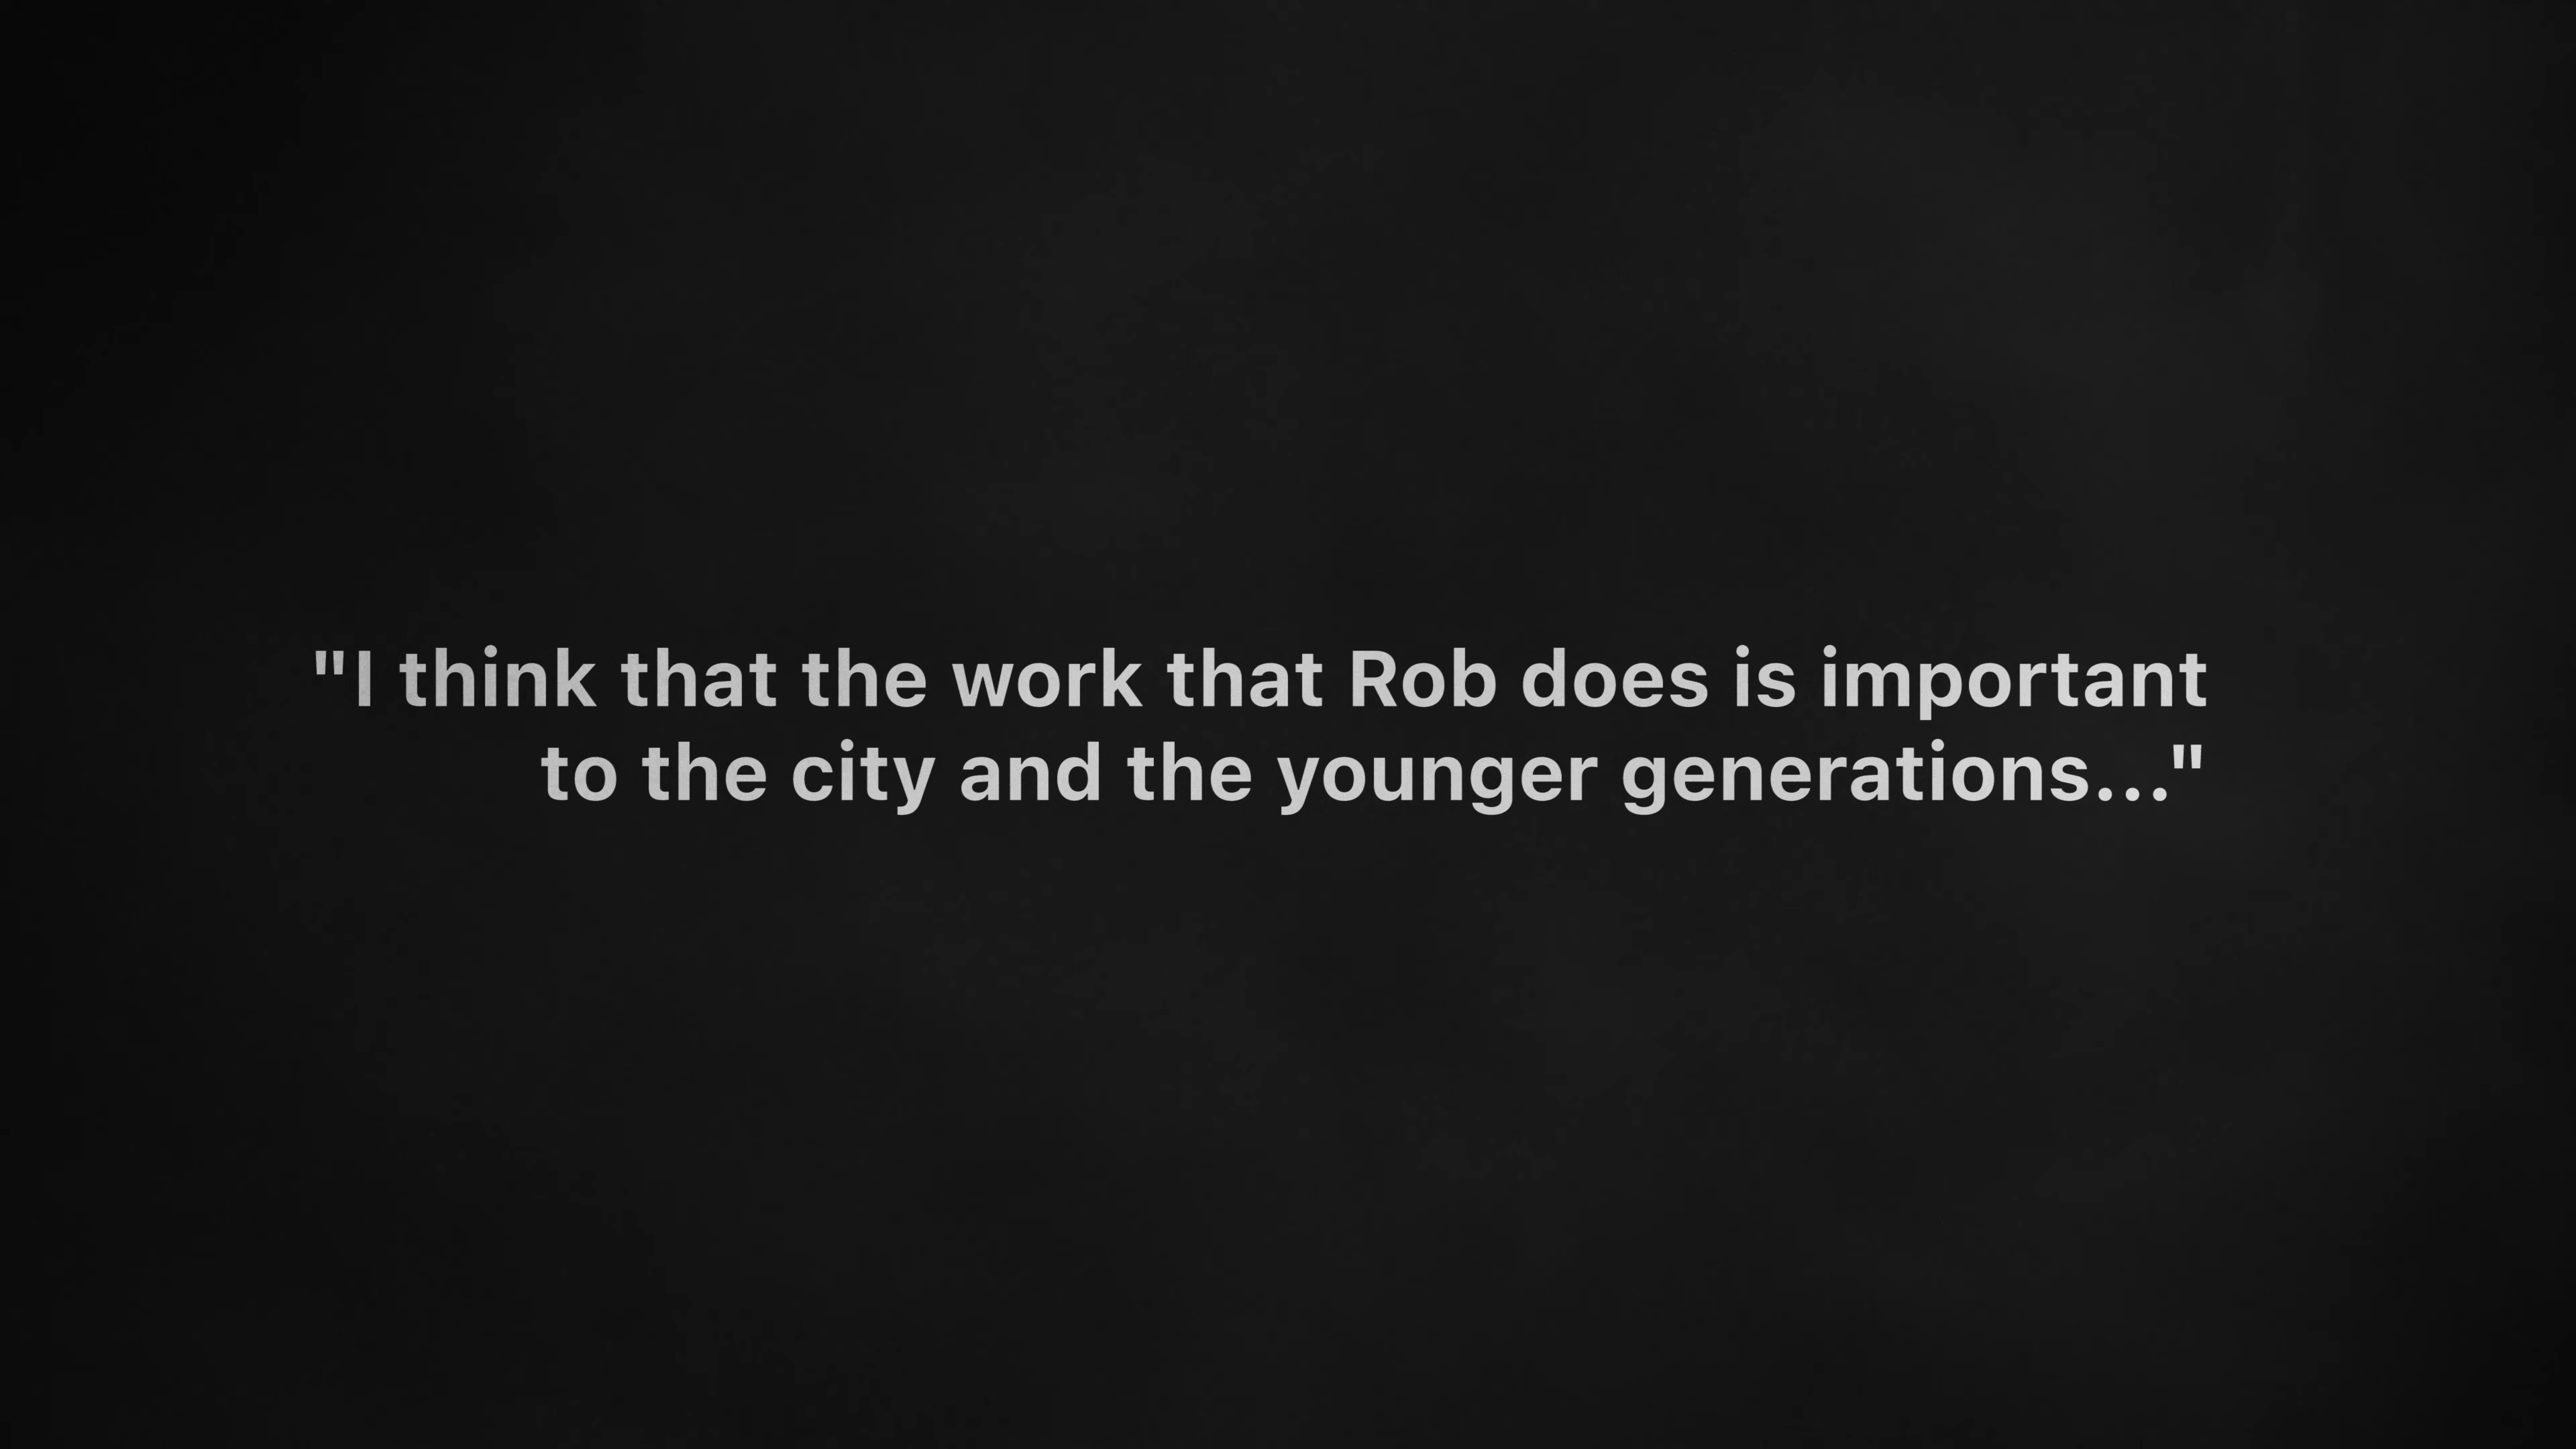 "I think that the work that Rob does is important
to the city and the younger generations..."